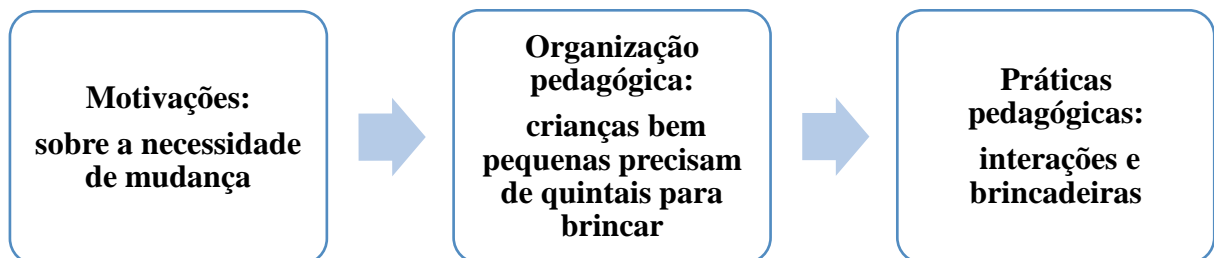 Motivações:
sobre a necessidade
de mudança
Organização
pedagógica:
crianças bem
pequenas precisam
de quintais para
brincar
Práticas
pedagógicas:
interações e
brincadeiras